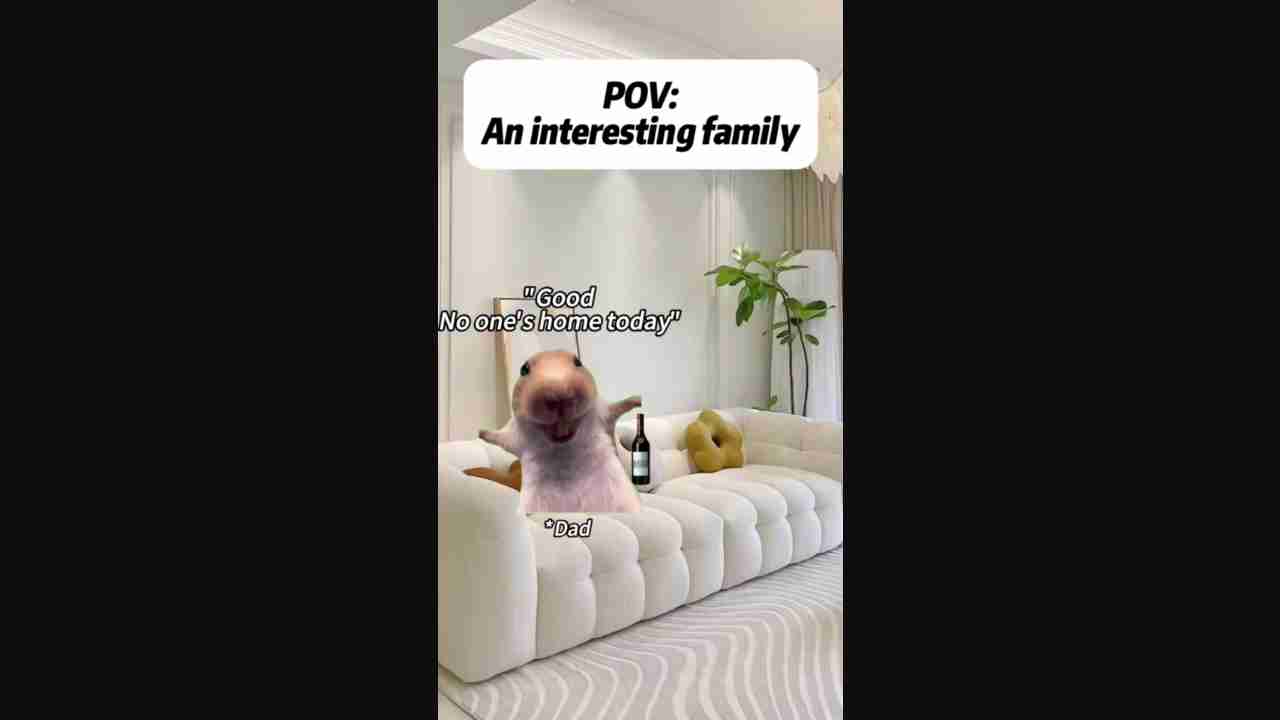 POV:
An interesting family
"Good
No one's home today"
*Dad